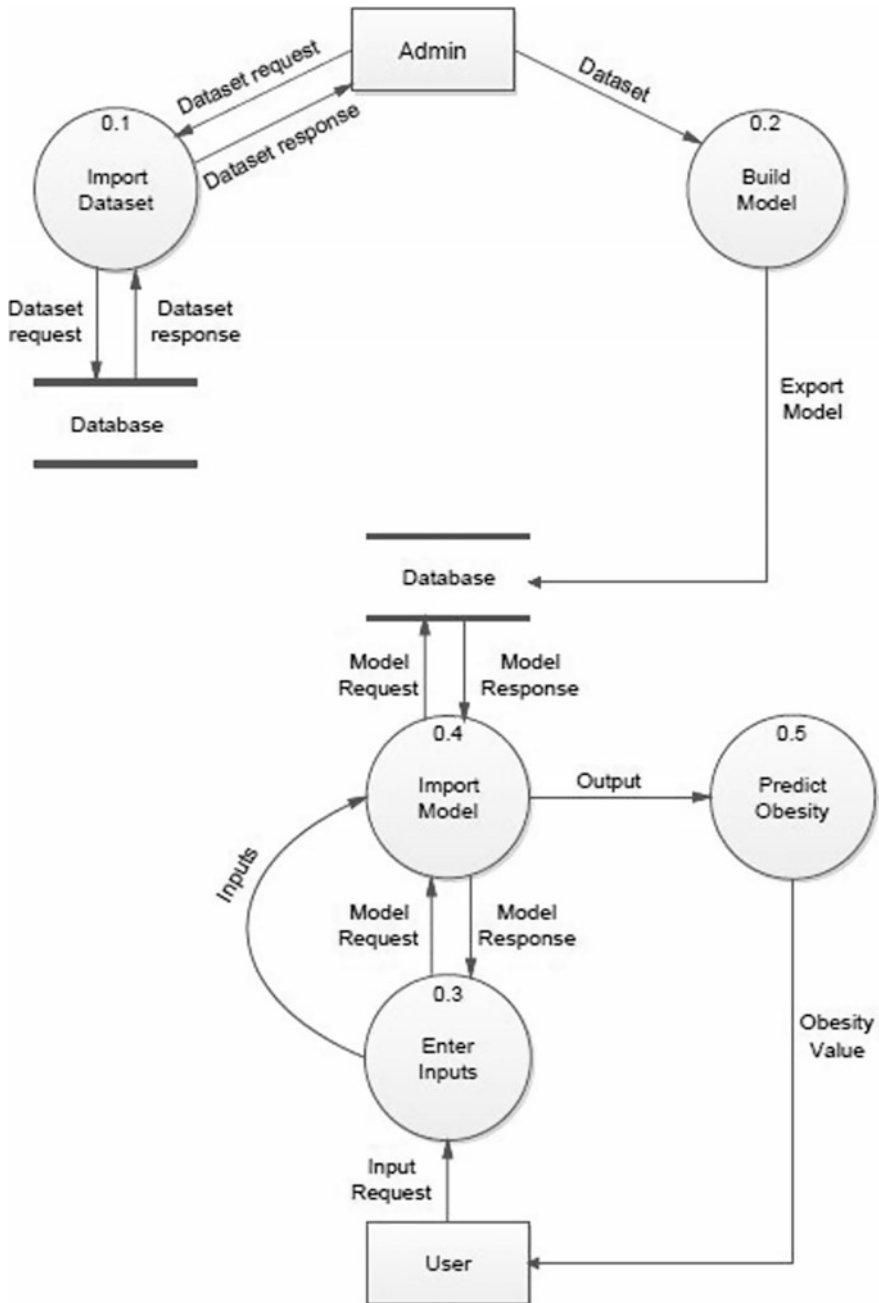 Admin
Dataset request
Dataset response
Dataset
0.1
Import
Dataset
0.2
Build
Model
Dataset
request
Dataset
response
Database
Export
Model
Database
Model
Request
Model
Response
0.4
Import
Model
Output
0.5
Predict
Obesity
Inputs
Model
Request
Model
Response
0.3
Enter
Inputs
Obesity
Value
Input
Request
User